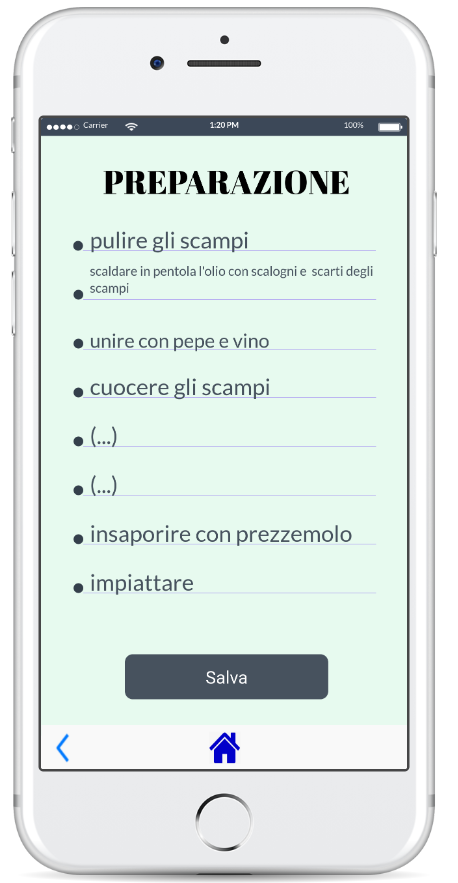 Carrier 1:20 PM 100%
PREPARAZIONE
pulire gli scampi
scaldare in pentola l'olio con scalogni e scarti degli
scampi
unire con pepe e vino
cuocere gli scampi
(...)
(...)
insaporire con prezzemolo
impiattare
Salva